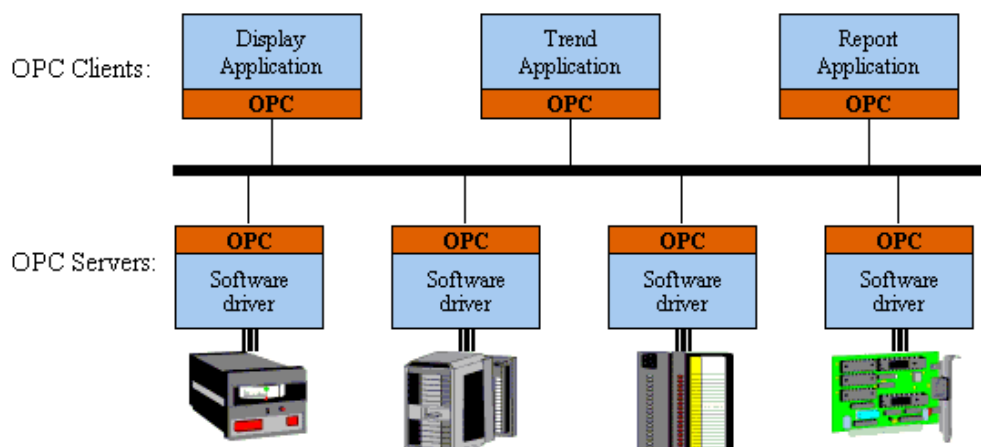 OPC Clients:
Display
Application
OPC
Trend
Application
OPC
Report
Application
OPC
OPC Servers:
OPC
Software
driver
OPC
Software
driver
OPC
Software
driver
OPC
Software
driver